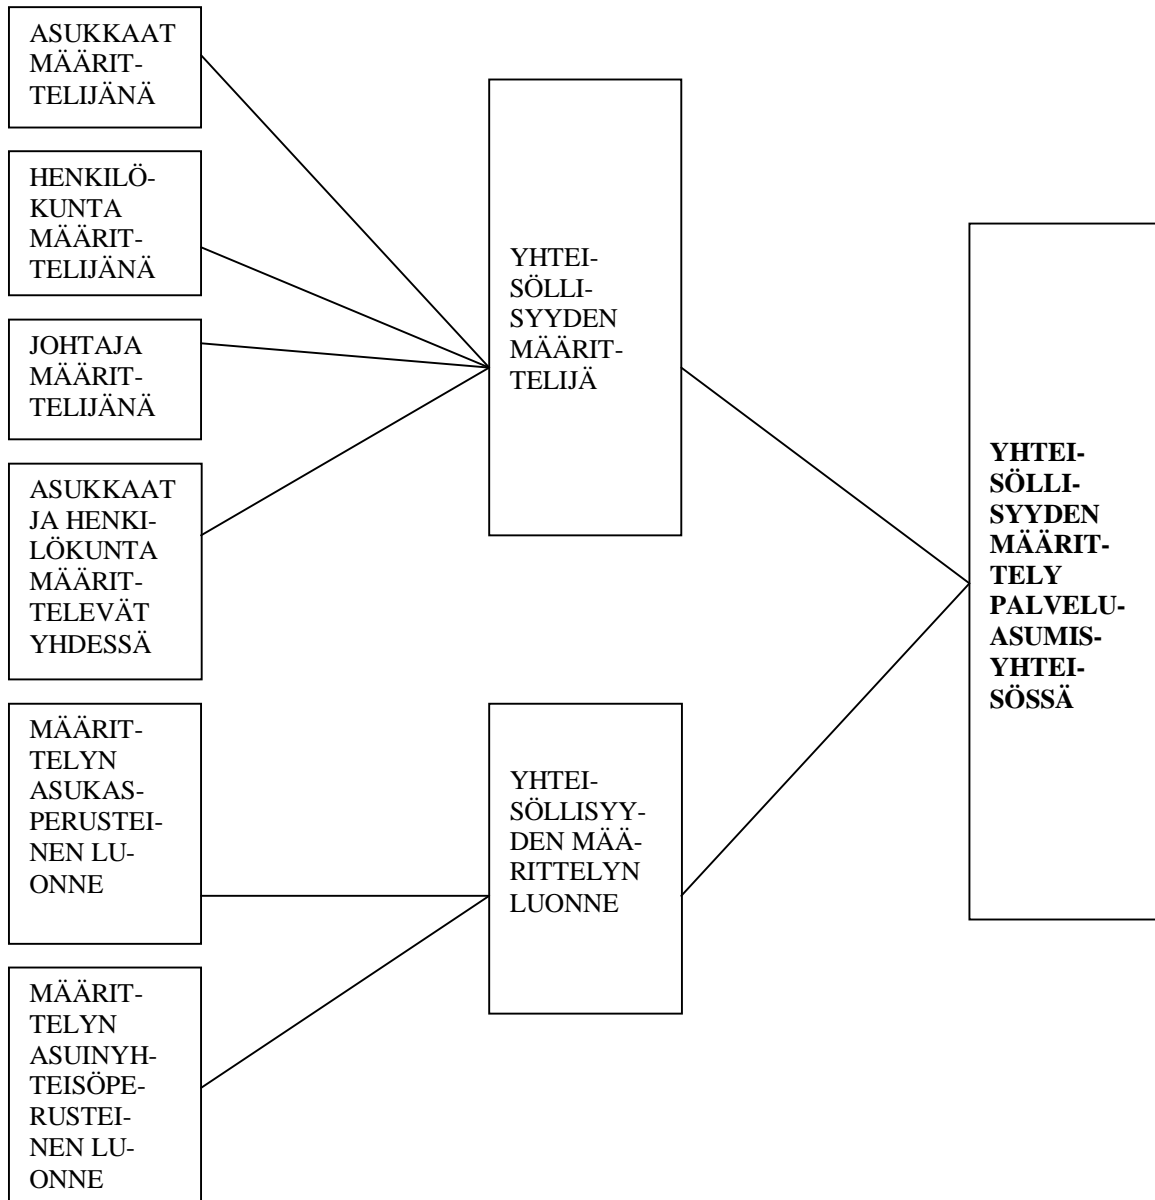 ASUKKAAT
MÄÄRIT-
TELIJÄNÄ
HENKILÖ-
KUNTA
MÄÄRIT-
TELIJÄNÄ
JOHTAJA
MÄÄRIT-
TELIJÄNÄ
ASUKKAAT
JA HENKI-
LÖKUNTA
MÄÄRIT-
TELEVÄT
YHDESSÄ
MÄÄRIT-
TELYN
ASUKAS-
PERUSTEI-
NEN LU-
ONNE
MÄÄRIT-
TELYN
ASUINYH-
TEISÖPE-
RUSTEI-
NEN LU-
ONNE
YHTEI-
SÖLLI-
SYYDEN
MÄÄRIT-
TELIJÄ
YHTEI-
SÖLLISYY-
DEN MÄÄ-
RITTELYN
LUONNE
YHTEI-
SÖLLI-
SYYDEN
MÄÄRIT-
TELY
PALVELU-
ASUMIS-
YHTEI-
SÖSSÄ